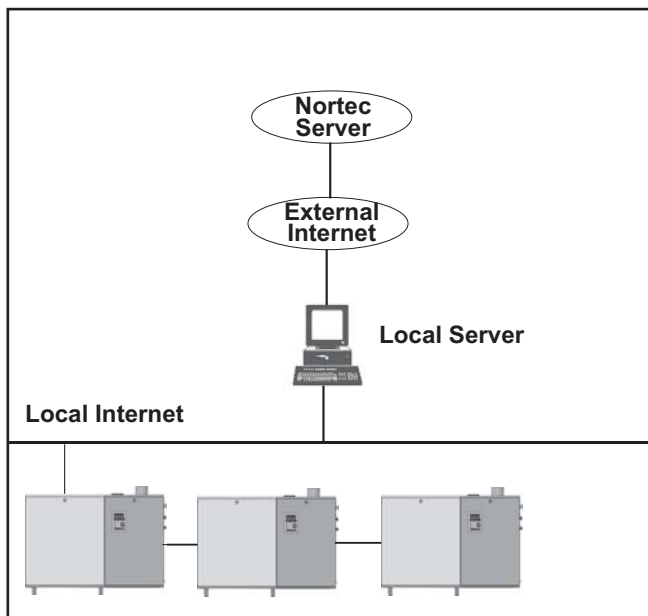 Nortec
Server
External
Internet
Local Server
Local Internet